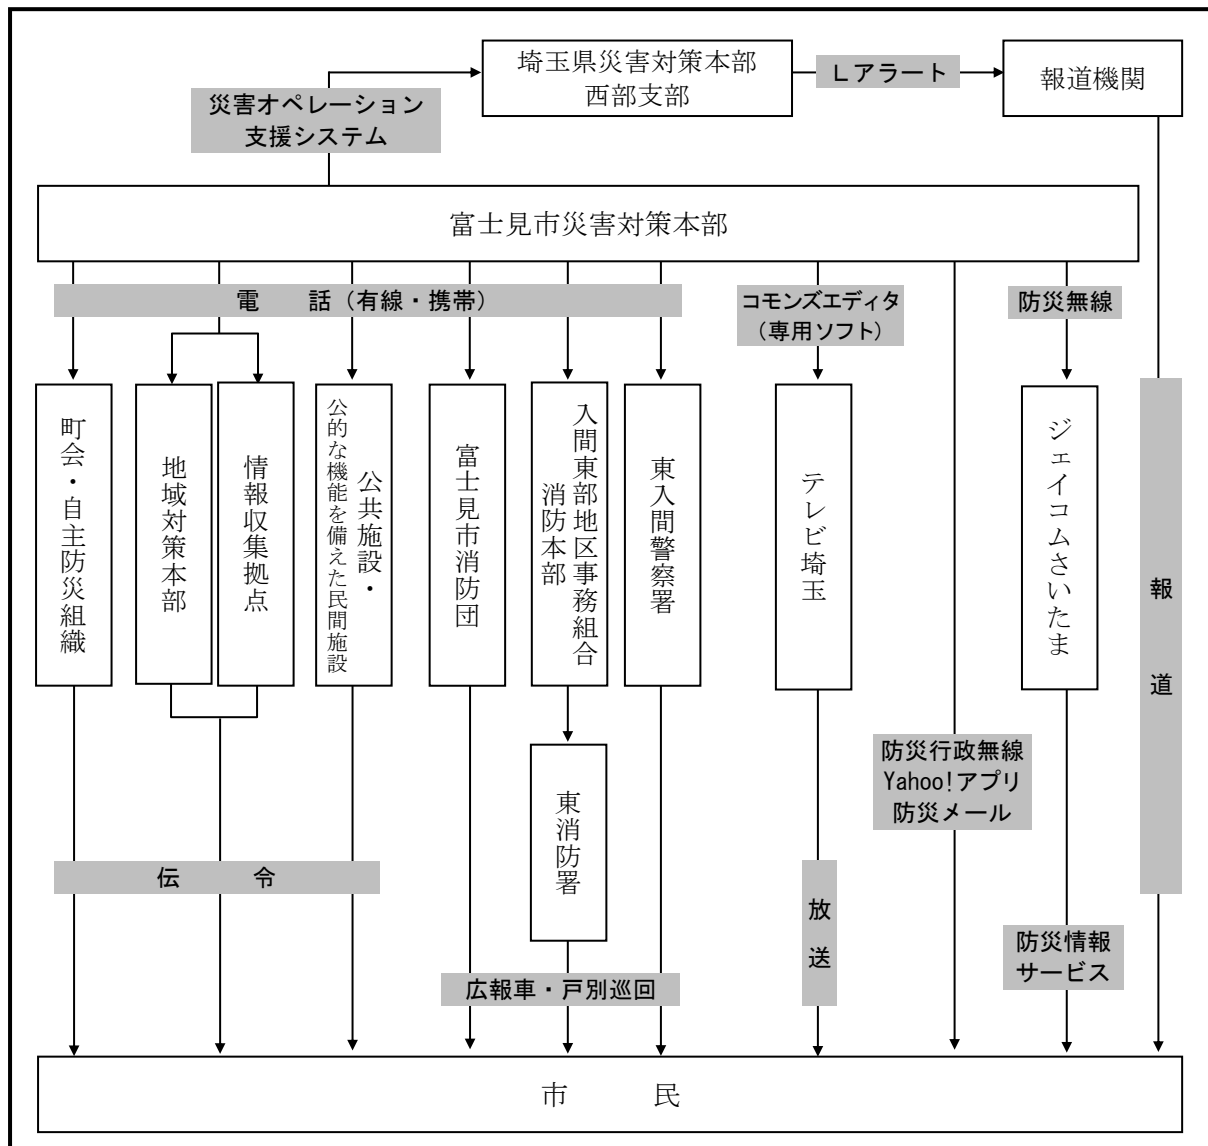 埼玉県災害対策本部
西部支部
Lアラート
報道機関
災害オペレーション
支援システム
富士見市災害対策本部
電　　話（有線・携帯）
コモンズエディタ
（専用ソフト）
防災無線
町会・自主防災組織
地域対策本部
情報収集拠点
公共施設・
公的な機能を備えた民間施設
富士見市消防団
入間東部地区事務組合
消防本部
東入間警察署
テレビ埼玉
ジェイコムさいたま
報　　道
東消防署
防災行政無線
Yahoo!アプリ
防災メール
伝　　令
放　送
防災情報
サービス
広報車・戸別巡回
市　　民